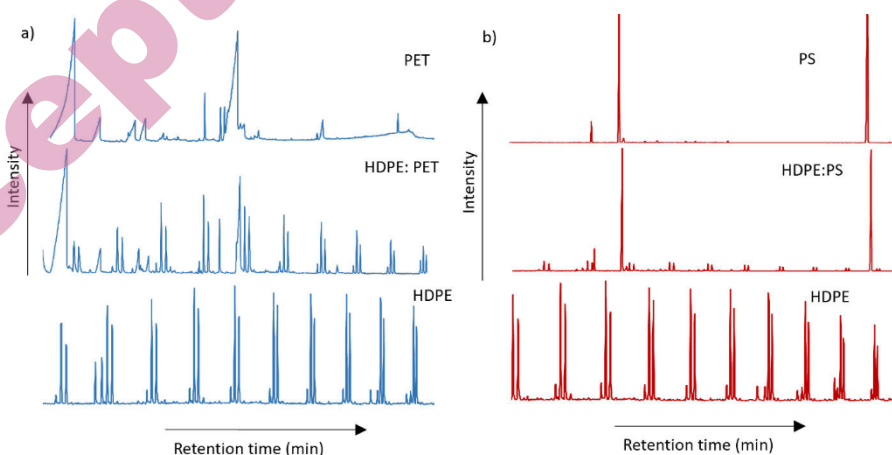 a)
PET
HDPE: PET
HDPE
Intensity
Retention time (min)
b)
PS
HDPE:PS
HDPE
Intensity
Retention time (min)